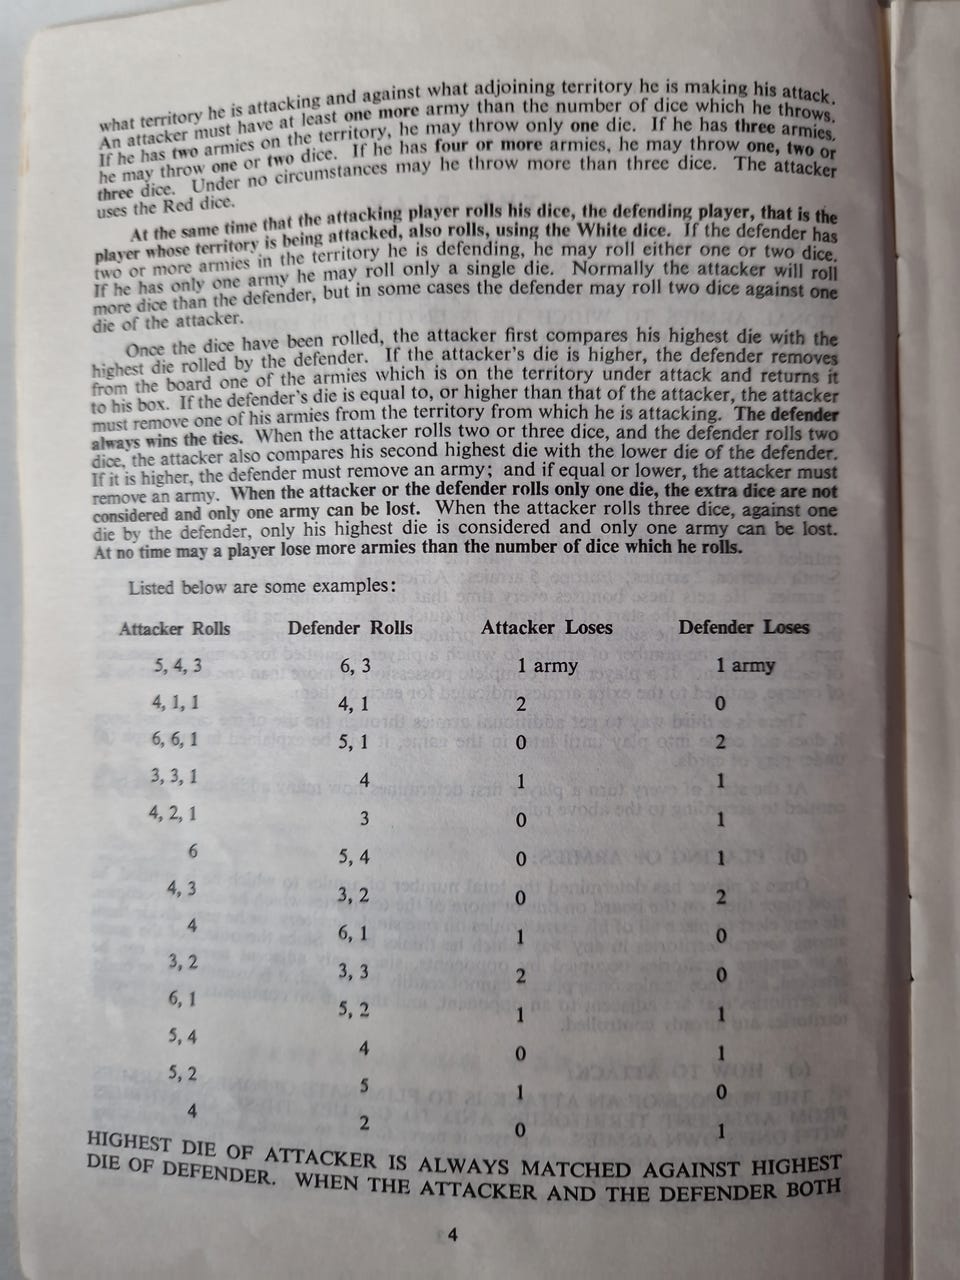 what territory he is attacking and against what adjoining territory he is making his attack.
An attacker must have at least one more army than the number of dice which he throws.
If he has two armies on the territory, he may throw only one die. If he has three armies,
he may throw one or two dice. If he has four or more armies, he may throw one, two or
three dice. Under no circumstances may he throw more than three dice. The attacker
uses the Red dice.
At the same time that the attacking player rolls his dice, the defending player, that is the
player whose territory is being attacked, also rolls, using the White dice. If the defender has
two or more armies in the territory he is defending, he may roll either one or two dice.
If he has only one army he may roll only a single die. Normally the attacker will roll
more dice than the defender, but in some cases the defender may roll two dice against one
die of the attacker.
Once the dice have been rolled, the attacker first compares his highest die with the
highest die rolled by the defender. If the attacker's die is higher, the defender removes
from the board one of the armies which is on the territory under attack and returns it
to his box. If the defender's die is equal to, or higher than that of the attacker, the attacker
must remove one of his armies from the territory from which he is attacking. The defender
always wins the ties. When the attacker rolls two or three dice, and the defender rolls two
dice, the attacker also compares his second highest die with the lower die of the defender.
If it is higher, the defender must remove an army; and if equal or lower, the attacker must
remove an army. When the attacker or the defender rolls only one die, the extra dice are not
considered and only one army can be lost. When the attacker rolls three dice, against one
die by the defender, only his highest die is considered and only one army can be lost.
At no time may a player lose more armies than the number of dice which he rolls.
Listed below are some examples:
Attacker Rolls Defender Rolls Attacker Loses Defender Loses
5, 4, 3 6, 3 1 army 1 army
4, 1, 1 4, 1 2 0
6, 6, 1 5, 1 0 2
3, 3, 1 4 1 1
4, 2, 1 3 0 1
6 5, 4 0 1
4, 3 3, 2 0 2
4 6, 1 1 0
3, 2 3, 3 2 0
6, 1 5, 2 1 1
5, 4 4 0 1
5, 2 5 1 0
4 2 0 1
HIGHEST DIE OF ATTACKER IS ALWAYS MATCHED AGAINST HIGHEST
DIE OF DEFENDER. WHEN THE ATTACKER AND THE DEFENDER BOTH
4